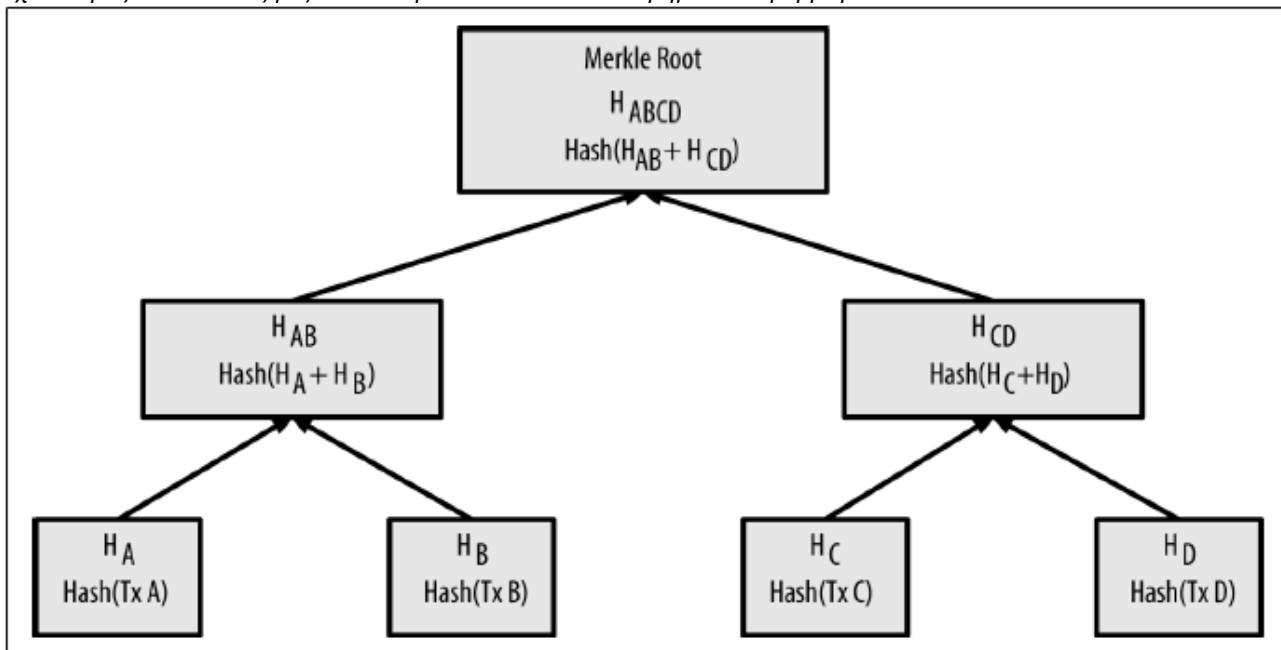 Merkle Root
H ABCD
Hash(H AB + H CD)
H AB
Hash(H A + H B)
H CD
Hash(H C+H D)
H A
Hash(Tx A)
H B
Hash(Tx B)
H C
Hash(Tx C)
H D
Hash(Tx D)